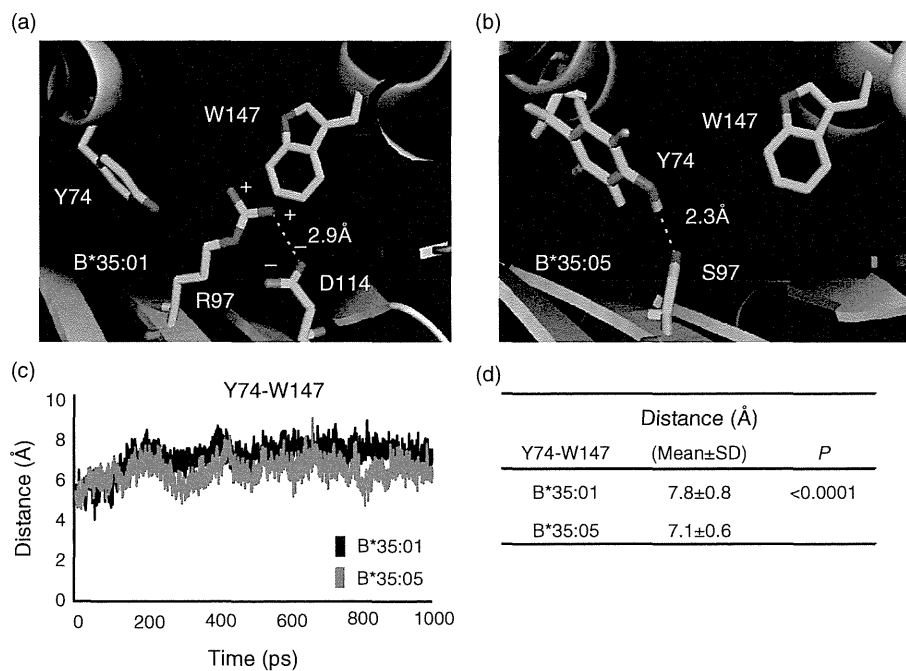 (a)
W147
Y74
+
+
2.9Å
–
–
B*35:01
D114
R97
(b)
W147
Y74
2.3Å
B*35:05
S97
(c)
Y74-W147
10
8
6
4
2
0
Distance (Å)
B*35:01
B*35:05
0 200 400 600 800 1000
Time (ps)
(d)
Distance (Å)
Y74-W147 (Mean±SD) P
B*35:01 7.8±0.8 <0.0001
B*35:05 7.1±0.6